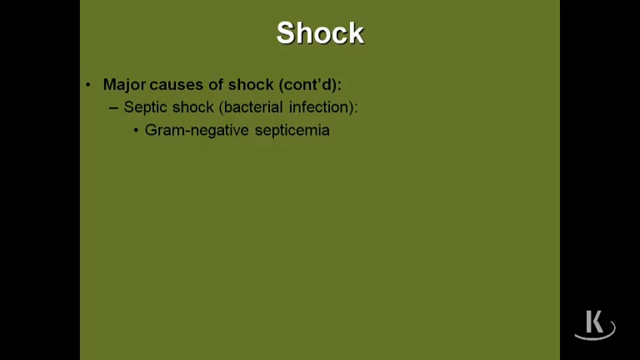 Shock
• Major causes of shock (cont'd):
– Septic shock (bacterial infection):
• Gram-negative septicemia
K